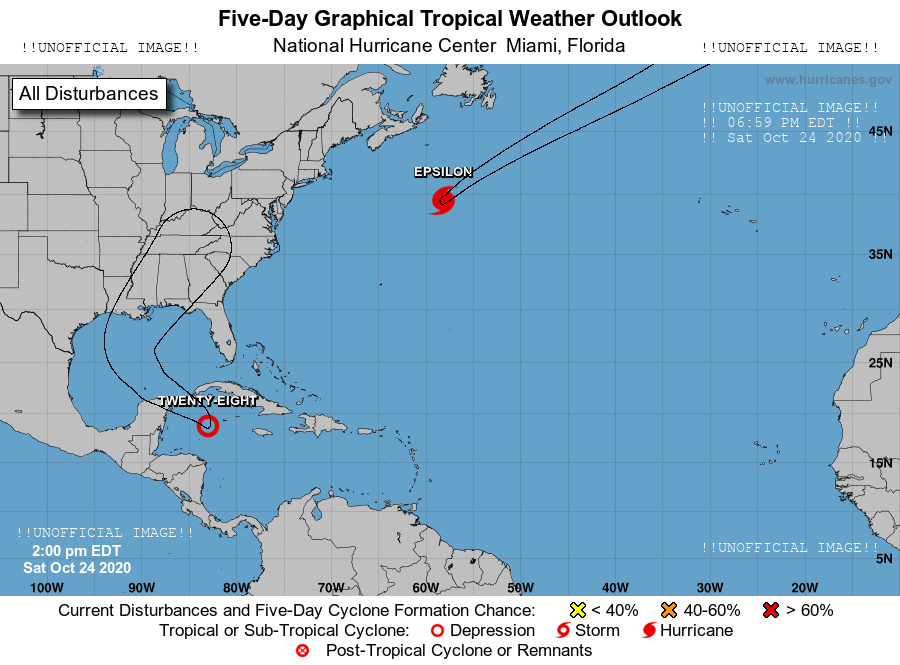 Five-Day Graphical Tropical Weather Outlook
!!UNOFFICIAL IMAGE!!
National Hurricane Center Miami, Florida
!!UNOFFICIAL IMAGE!!
All Disturbances
www.hurricanes.gov
!!UNOFFICIAL IMAGE!!
!! 06:59 PM EDT !!
!! Sat Oct 24 2020 !!
45N
EPSILON
35N
25N
TWENTY-EIGHT
15N
!!UNOFFICIAL IMAGE!!
2:00 pm EDT
Sat Oct 24 2020
!!UNOFFICIAL IMAGE!!
5N
100W 90W 80W 70W 60W 50W 40W 30W 20W
Current Disturbances and Five-Day Cyclone Formation Chance: < 40% 40-60% > 60%
Tropical or Sub-Tropical Cyclone: Depression Storm Hurricane
Post-Tropical Cyclone or Remnants